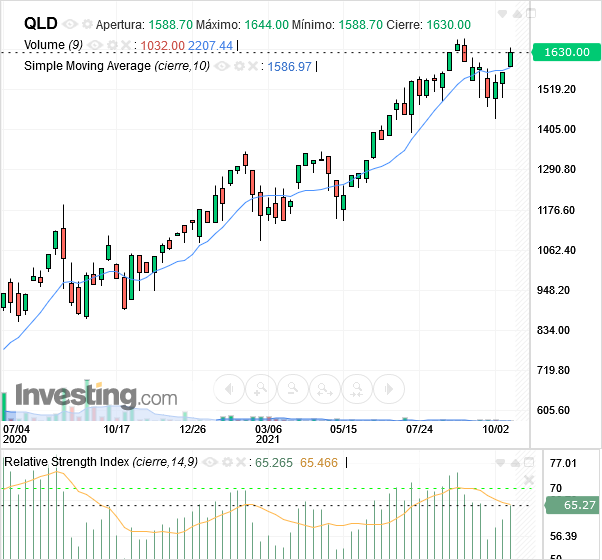 QLD Apertura: 1588.70 Máximo: 1644.00 Mínimo: 1588.70 Cierre: 1630.00
Volume (9) : 1032.00 2207.44
Simple Moving Average (cierre,10) : 1586.97
1630.00
1519.20
1405.00
1290.80
1176.60
1062.40
948.20
834.00
719.80
605.60
Investing.com
07/04 10/17 12/26 03/06 05/15 07/24 10/02
2020 2021
Relative Strength Index (cierre,14,9) : 65.265 65.466
77.01
70
65.27
56.39
50